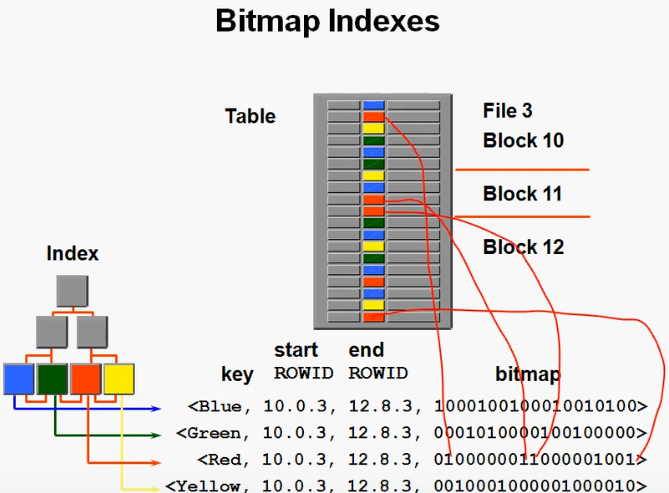 Bitmap Indexes
Table
File 3
Block 10
Block 11
Block 12
Index
start end
key ROWID ROWID bitmap
<Blue, 10.0.3, 12.8.3, 1000100100010010100>
<Green, 10.0.3, 12.8.3, 0001010000100100000>
<Red, 10.0.3, 12.8.3, 0100000011000001001>
<Yellow, 10.0.3, 12.8.3, 0010001000001000010>